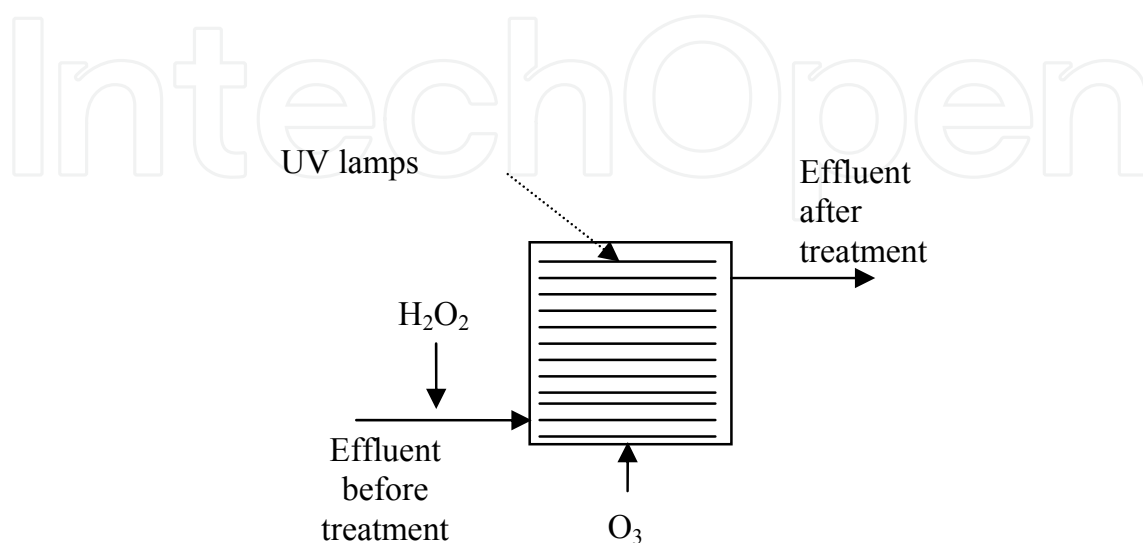 IntechOpen
UV lamps
Effluent
after
treatment
H₂O₂
Effluent
before
treatment
O₃